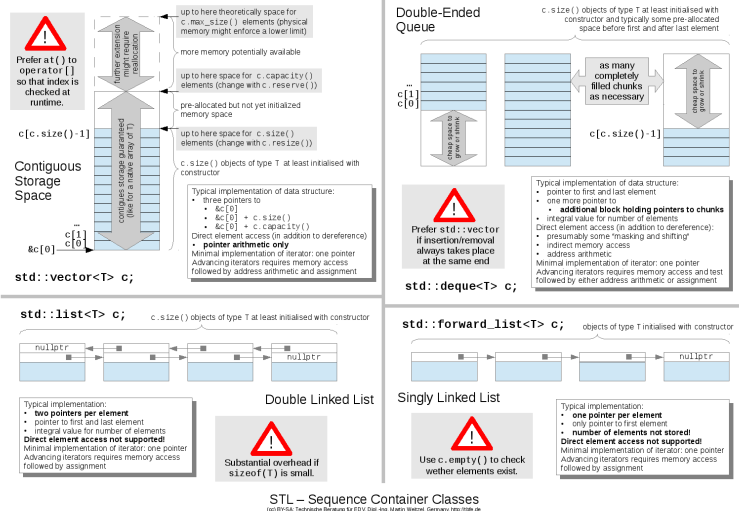 Prefer at() to
operator[]
so that index is
checked at
runtime.
further extension
might require
reallocation
contigues storage guaranteed
(like for a native array of T)
up to here theoretically space for
c.max_size() elements (physical
memory might enforce a lower limit)
more memory potentially available
up to here space for c.capacity()
elements (change with c.reserve())
pre-allocated but not yet initialized
memory space
up to here space for c.size()
elements (change with c.resize())
c.size() objects of type T at least initialised with
constructor
c[c.size()-1]
Contiguous
Storage
Space
...
c[1]
c[0]
&c[0]
std::vector<T> c;
Typical implementation of data structure:
• three pointers to
• &c[0]
• &c[0] + c.size()
• &c[0] + c.capacity()
Direct element access (in addition to dereference)
• pointer arithmetic only
Minimal implementation of iterator: one pointer
Advancing iterators requires memory access
followed by address arithmetic and assignment
Double-Ended
Queue
c.size() objects of type T at least initialised with
constructor and typically some pre-allocated
space before first and after last element
...
c[1]
c[0]
cheap space to
grow or shrink
as many
completely
filled chunks
as necessary
cheap space to
grow or shrink
c[c.size()-1]
Prefer std::vector
if insertion/removal
always takes place
at the same end
std::deque<T> c;
Typical implementation of data structure:
• pointer to first and last element
• one more pointer to
• additional block holding pointers to chunks
• integral value for number of elements
Direct element access (in addition to dereference):
• presumably some "masking and shifting"
• indirect memory access
• address arithmetic
Minimal implementation of iterator: one pointer
Advancing iterators requires memory access and test
followed by either address arithmetic or assignment
std::list<T> c;
c.size() objects of type T at least initialised with constructor
nullptr
nullptr
Double Linked List
Typical implementation:
• two pointers per element
• pointer to first and last element
• integral value for number of elements
Direct element access not supported!
Minimal implementation of iterator: one pointer
Advancing iterators requires memory access
followed by assignment
Substantial overhead if
sizeof(T) is small.
std::forward_list<T> c;
objects of type T initialised with constructor
nullptr
Singly Linked List
Use c.empty() to check
wether elements exist.
Typical implementation:
• one pointer per element
• only pointer to first element
• number of elements not stored!
Direct element access not supported!
Minimal implementation of iterator: one pointer
Advancing iterators requires memory access
followed by assignment
STL – Sequence Container Classes
(cc) BY-SA: Technische Beratung für EDV, Dipl.-Ing. Martin Weitzel, Germany, http://tbfe.de